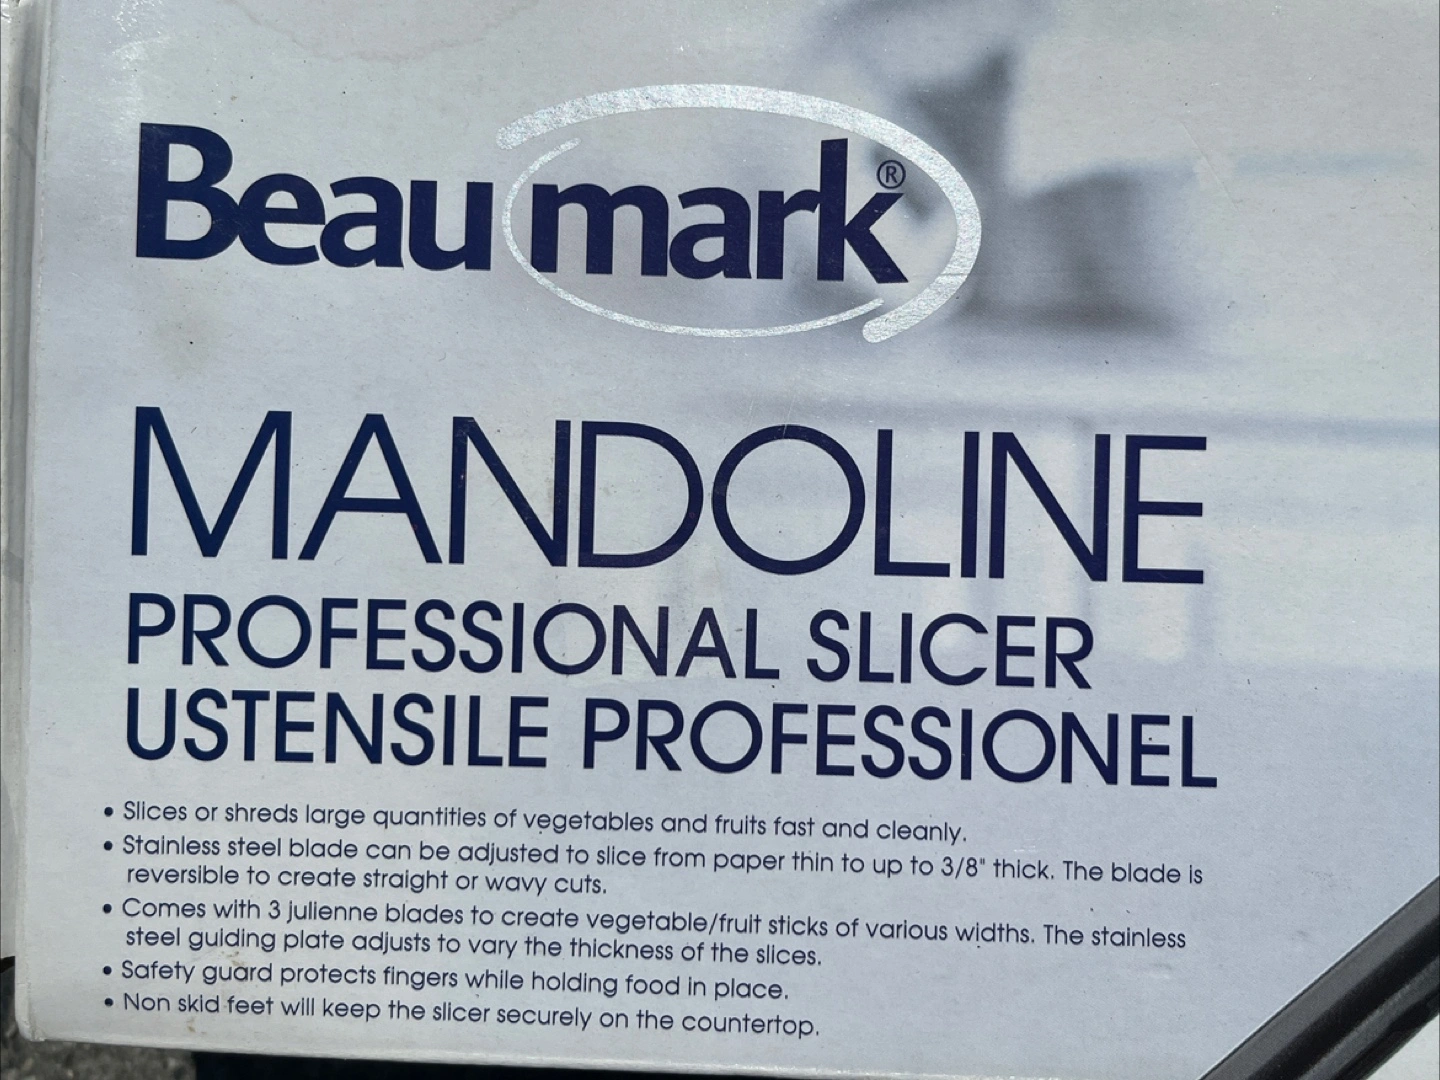 Beaumark®
MANDOLINE
PROFESSIONAL SLICER
USTENSILE PROFESSIONEL
• Slices or shreds large quantities of vegetables and fruits fast and cleanly.
• Stainless steel blade can be adjusted to slice from paper thin to up to 3/8" thick. The blade is
reversible to create straight or wavy cuts.
• Comes with 3 julienne blades to create vegetable/fruit sticks of various widths. The stainless
steel guiding plate adjusts to vary the thickness of the slices.
• Safety guard protects fingers while holding food in place.
• Non skid feet will keep the slicer securely on the countertop.